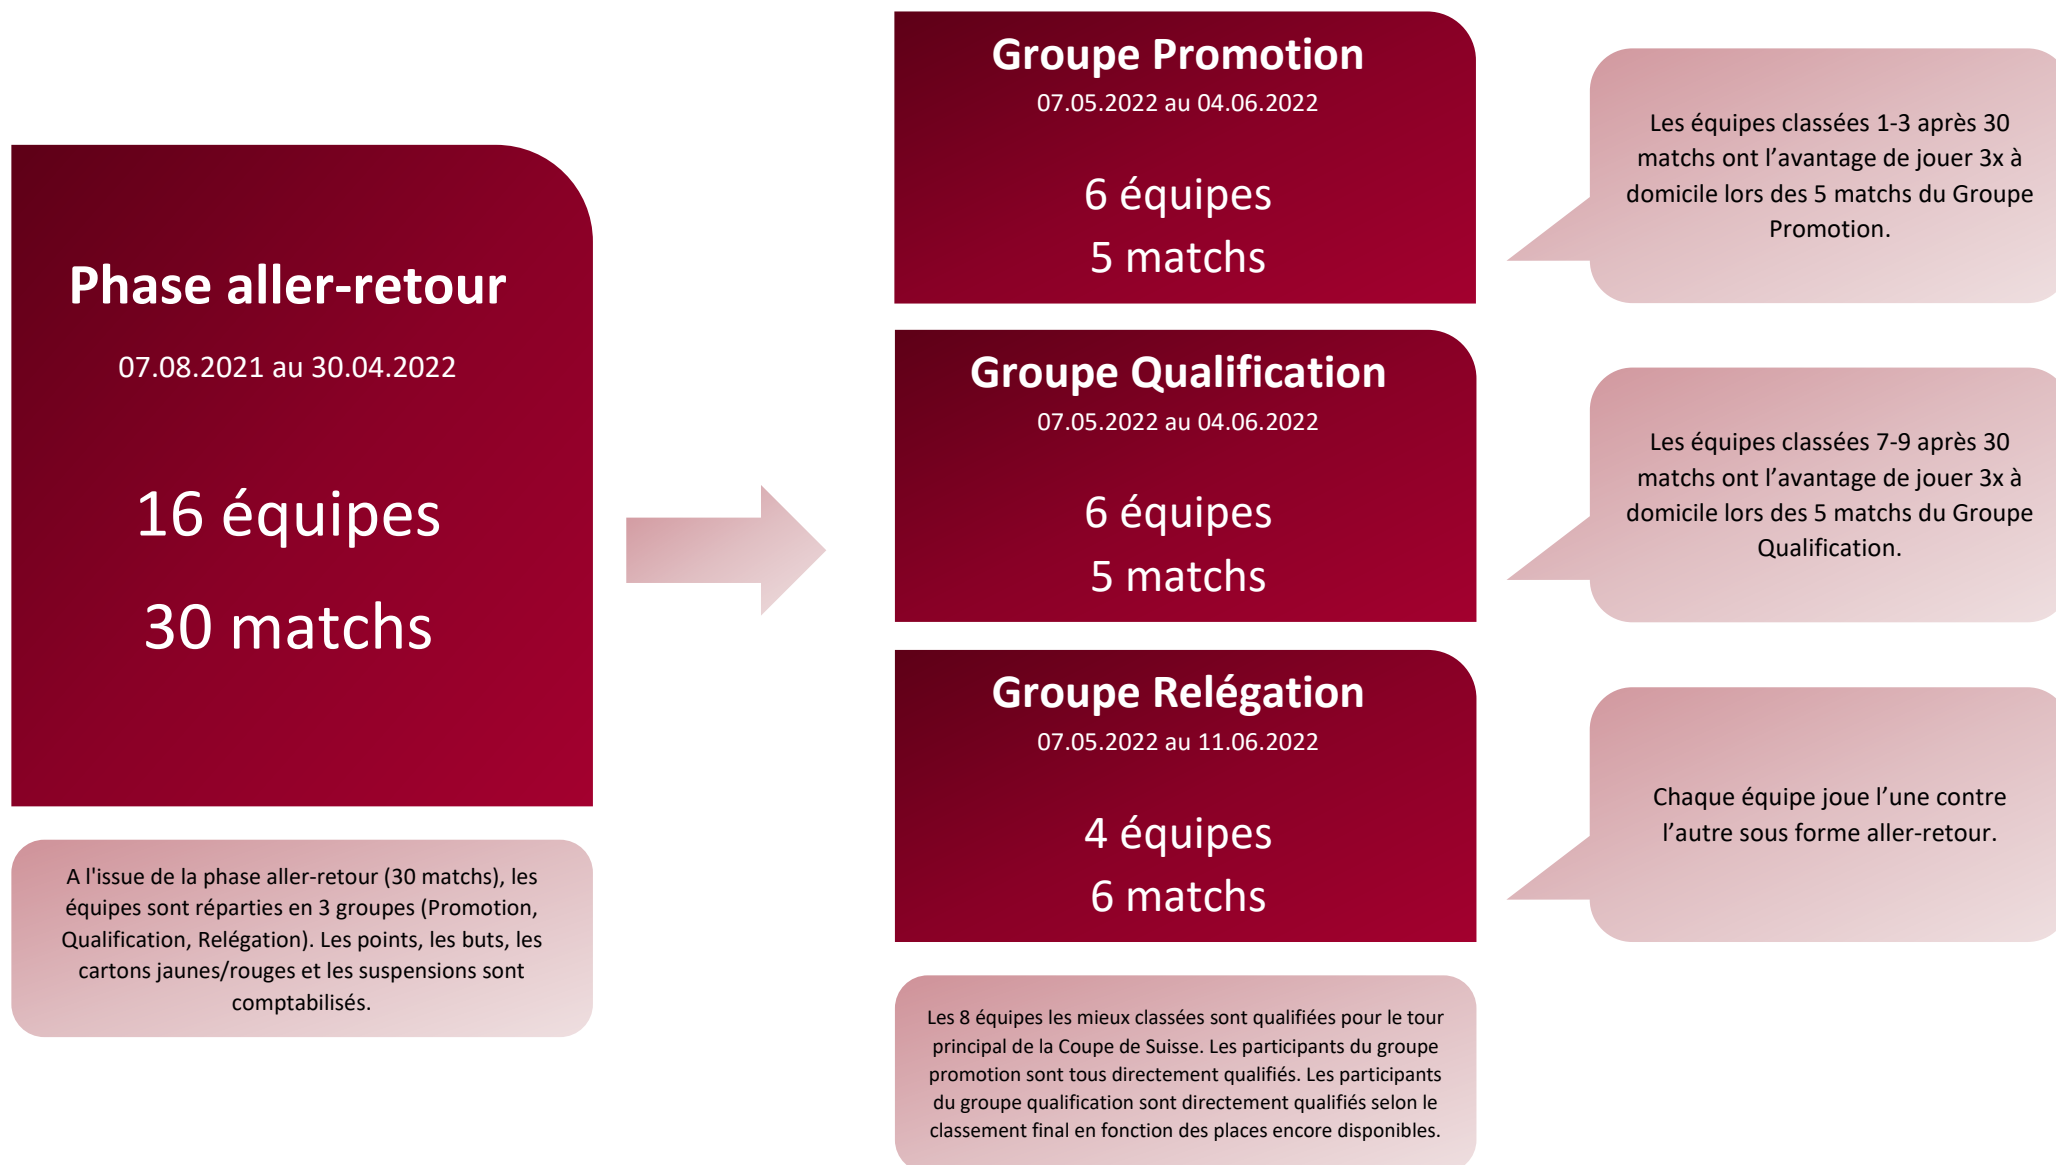 Phase aller-retour
07.08.2021 au 30.04.2022
16 équipes
30 matchs
A l'issue de la phase aller-retour (30 matchs), les
équipes sont réparties en 3 groupes (Promotion,
Qualification, Relégation). Les points, les buts, les
cartons jaunes/rouges et les suspensions sont
comptabilisés.
Groupe Promotion
07.05.2022 au 04.06.2022
6 équipes
5 matchs
Les équipes classées 1-3 après 30
matchs ont l’avantage de jouer 3x à
domicile lors des 5 matchs du Groupe
Promotion.
Groupe Qualification
07.05.2022 au 04.06.2022
6 équipes
5 matchs
Les équipes classées 7-9 après 30
matchs ont l’avantage de jouer 3x à
domicile lors des 5 matchs du Groupe
Qualification.
Groupe Relégation
07.05.2022 au 11.06.2022
4 équipes
6 matchs
Chaque équipe joue l’une contre
l’autre sous forme aller-retour.
Les 8 équipes les mieux classées sont qualifiées pour le tour
principal de la Coupe de Suisse. Les participants du groupe
promotion sont tous directement qualifiés. Les participants
du groupe qualification sont directement qualifiés selon le
classement final en fonction des places encore disponibles.